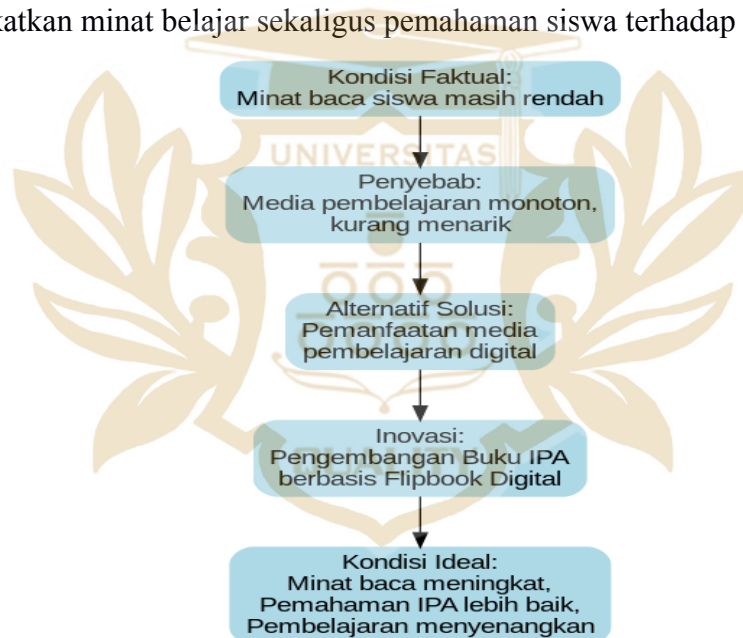 katkan minat belajar sekaligus pemahaman siswa terhadap
Kondisi Faktual:
Minat baca siswa masih rendah
UNIVERSITAS
Penyebab:
Media pembelajaran monoton,
kurang menarik
Alternatif Solusi:
Pemanfaatan media
pembelajaran digital
Inovasi:
Pengembangan Buku IPA
berbasis Flipbook Digital
QUALITY
Kondisi Ideal:
Minat baca meningkat,
Pemahaman IPA lebih baik,
Pembelajaran menyenangkan